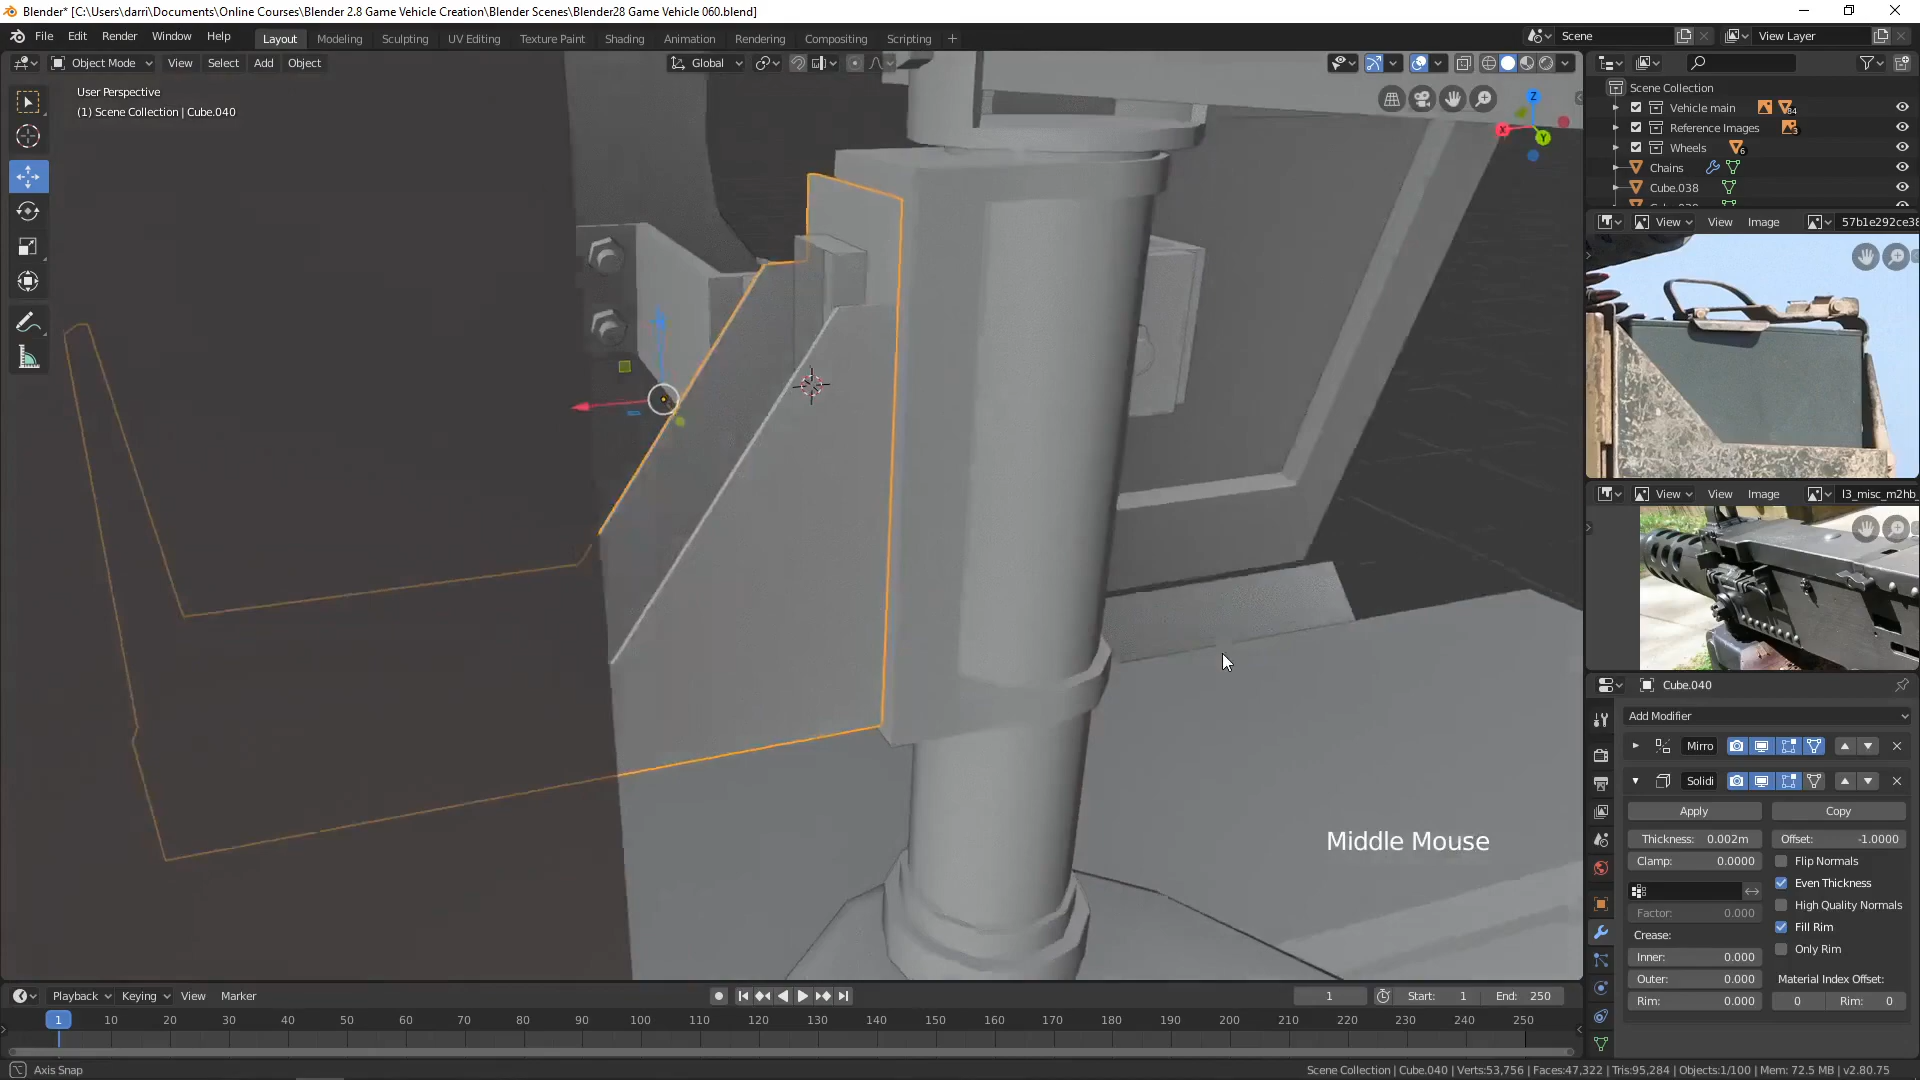 Blender* [C:\Users\darri\Documents\Online Courses\Blender 2.8 Game Vehicle Creation\Blender Scenes\Blender28 Game Vehicle 060.blend]
File Edit Render Window Help Layout Modeling Sculpting UV Editing Texture Paint Shading Animation Rendering Compositing Scripting + Scene View Layer
Object Mode View Select Add Object Global
User Perspective
(1) Scene Collection | Cube.040
Z
X
Y
Scene Collection
Vehicle main 84
Reference Images 3
Wheels 6
Chains
Cube.038
View View Image 57b1e292ce38
View View Image l3_misc_m2hb_
Cube.040
Add Modifier
Mirro
Solidi
Apply Copy
Thickness: 0.002m Offset: -1.0000
Clamp: 0.0000 Flip Normals
Even Thickness
High Quality Normals
Factor: 0.000
Fill Rim
Crease:
Only Rim
Inner: 0.000
Outer: 0.000 Material Index Offset:
Rim: 0.000 0 Rim: 0
Middle Mouse
Playback Keying View Marker 1 Start: 1 End: 250
1 10 20 30 40 50 60 70 80 90 100 110 120 130 140 150 160 170 180 190 200 210 220 230 240 250
Axis Snap
Scene Collection | Cube.040 | Verts:53,756 | Faces:47,322 | Tris:95,284 | Objects:1/100 | Mem: 72.5 MB | v2.80.75